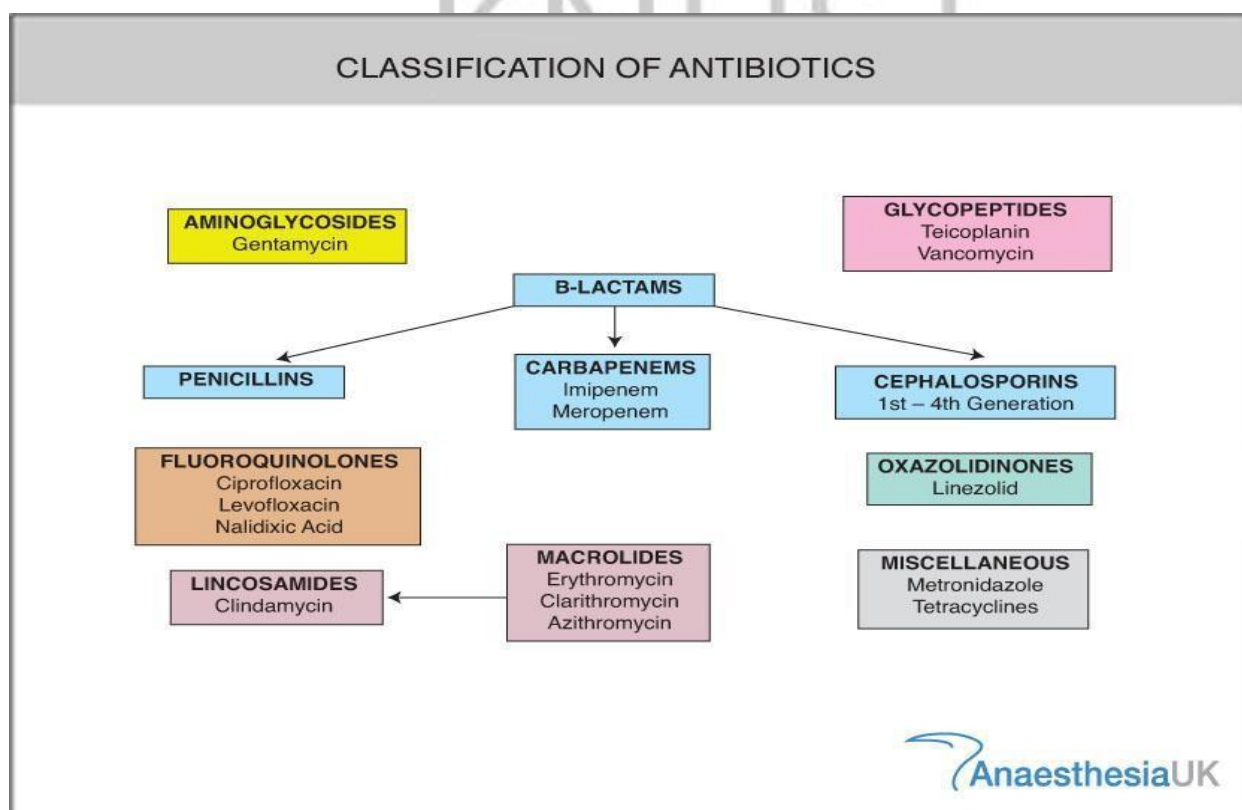 CLASSIFICATION OF ANTIBIOTICS
AMINOGLYCOSIDES
Gentamycin
GLYCOPEPTIDES
Teicoplanin
Vancomycin
B-LACTAMS
PENICILLINS
CARBAPENEMS
Imipenem
Meropenem
CEPHALOSPORINS
1st – 4th Generation
FLUOROQUINOLONES
Ciprofloxacin
Levofloxacin
Nalidixic Acid
OXAZOLIDINONES
Linezolid
LINCOSAMIDES
Clindamycin
MACROLIDES
Erythromycin
Clarithromycin
Azithromycin
MISCELLANEOUS
Metronidazole
Tetracyclines
AnaesthesiaUK